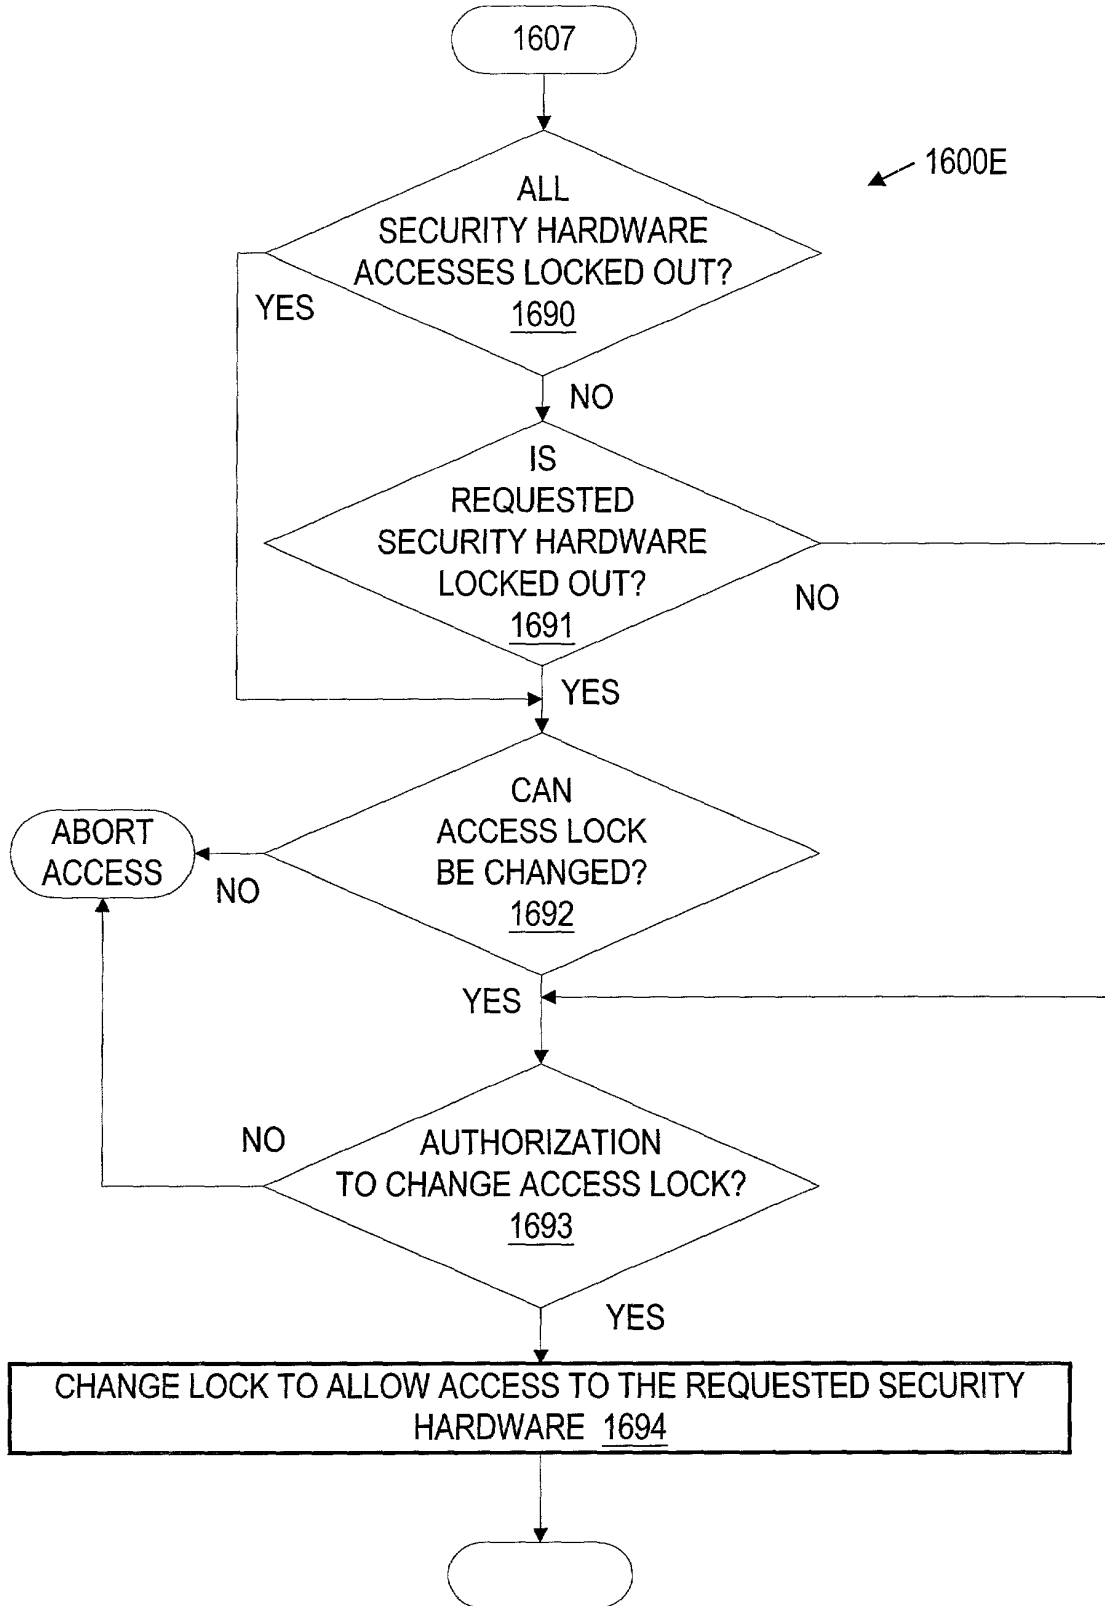 1607
1600E
ALL
SECURITY HARDWARE
ACCESSES LOCKED OUT?
1690
YES
NO
IS
REQUESTED
SECURITY HARDWARE
LOCKED OUT?
1691
NO
YES
CAN
ACCESS LOCK
BE CHANGED?
1692
ABORT
ACCESS
NO
YES
NO
AUTHORIZATION
TO CHANGE ACCESS LOCK?
1693
YES
CHANGE LOCK TO ALLOW ACCESS TO THE REQUESTED SECURITY
HARDWARE 1694